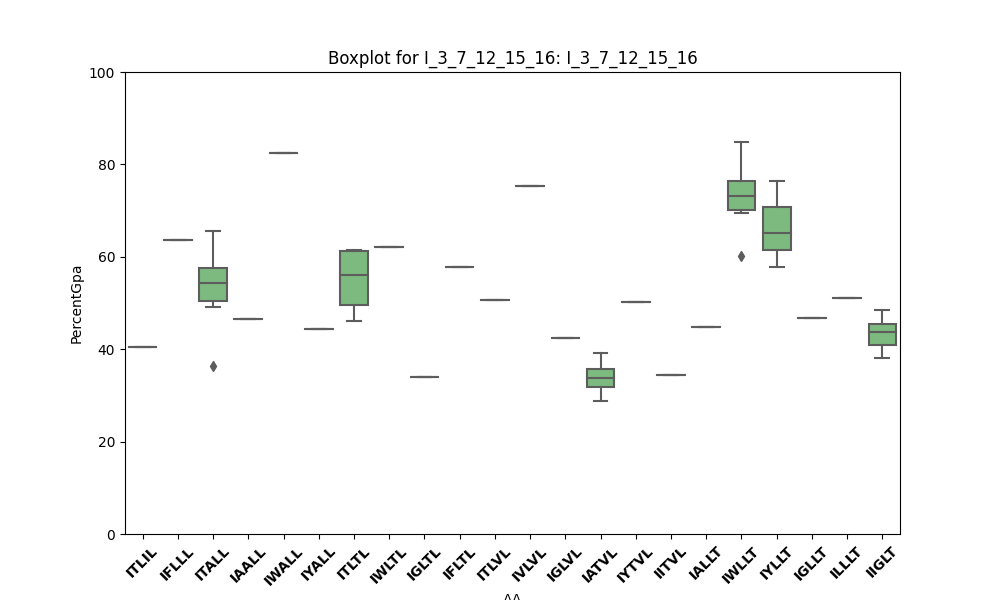 Boxplot for I_3_7_12_15_16: I_3_7_12_15_16
100
80
60
40
20
0
PercentGpa
ITLIL
IFLLL
ITALL
IAALL
IWALL
IYALL
ITLTL
IWLTL
IGLTL
IFLTL
ITLVL
IVLVL
IGLVL
IATVL
IYTVL
IITVL
IALLT
IWLLT
IYLLT
IGLLT
ILLLT
IIGLT
AA